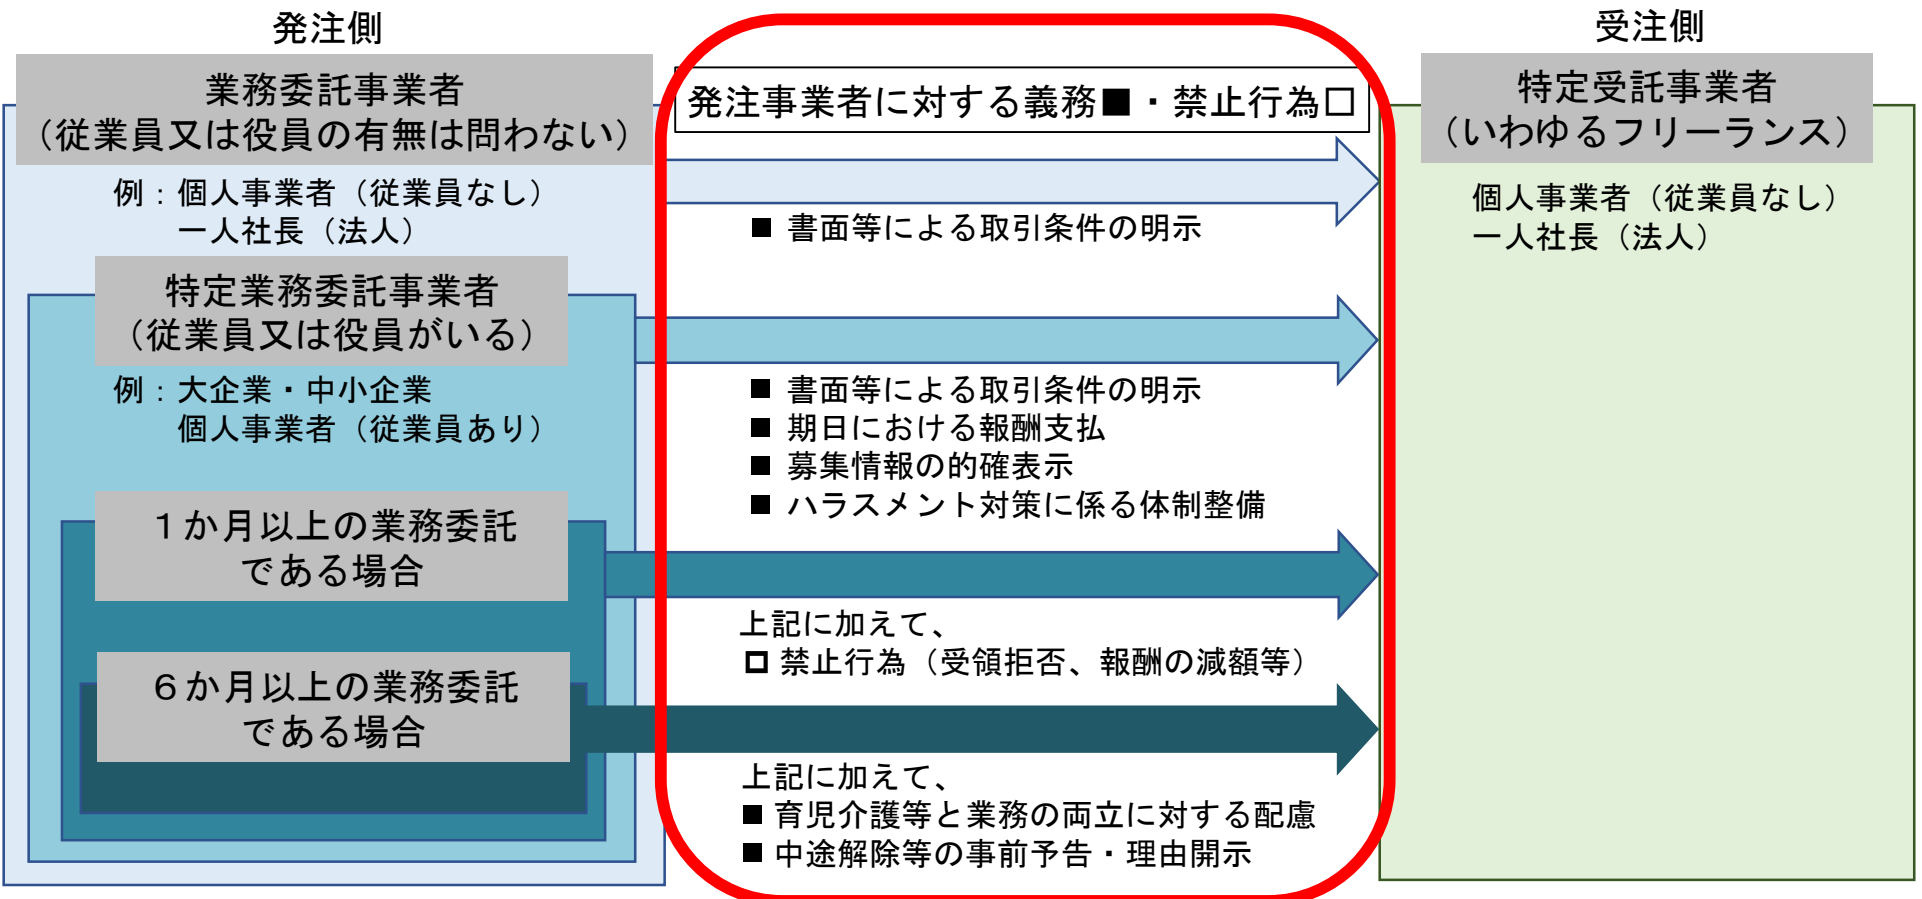 発注側
業務委託事業者
（従業員又は役員の有無は問わない）
例：個人事業者（従業員なし）
一人社長（法人）
特定業務委託事業者
（従業員又は役員がいる）
例：大企業・中小企業
個人事業者（従業員あり）
１か月以上の業務委託
である場合
６か月以上の業務委託
である場合
発注事業者に対する義務■・禁止行為□
■ 書面等による取引条件の明示
■ 書面等による取引条件の明示
■ 期日における報酬支払
■ 募集情報の的確表示
■ ハラスメント対策に係る体制整備
上記に加えて、
□ 禁止行為（受領拒否、報酬の減額等）
上記に加えて、
■ 育児介護等と業務の両立に対する配慮
■ 中途解除等の事前予告・理由開示
受注側
特定受託事業者
（いわゆるフリーランス）
個人事業者（従業員なし）
一人社長（法人）